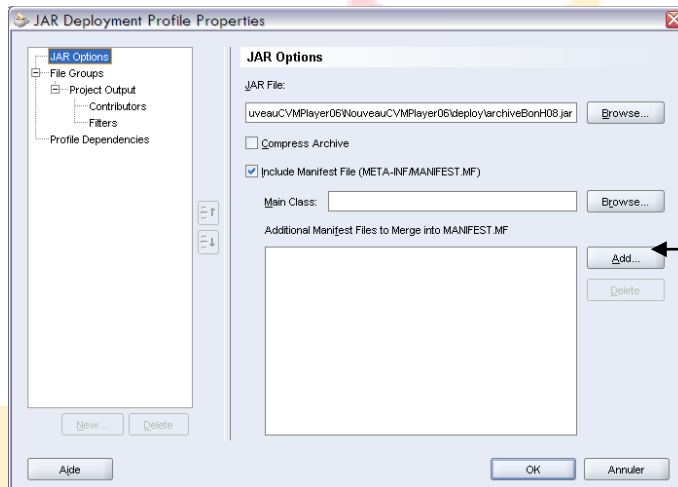 JAR Deployment Profile Properties
JAR Options
File Groups
Project Output
Contributors
Filters
Profile Dependencies
New...
Delete
JAR Options
JAR File:
uveauCVMPlayer06\NouveauCVMPlayer06\deploy\archiveBonH08.jar
Browse...
Compress Archive
Include Manifest File (META-INF/MANIFEST.MF)
Main Class:
Browse...
Additional Manifest Files to Merge into MANIFEST.MF
Add...
Delete
Aide
OK
Annuler